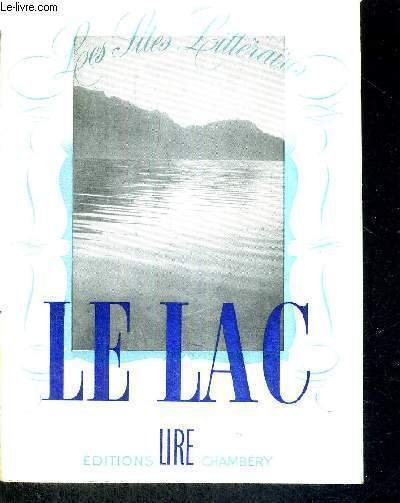 Le-livre.com
Les Sites Littéraires
LE LAC
EDITIONS LIRE CHAMBERY